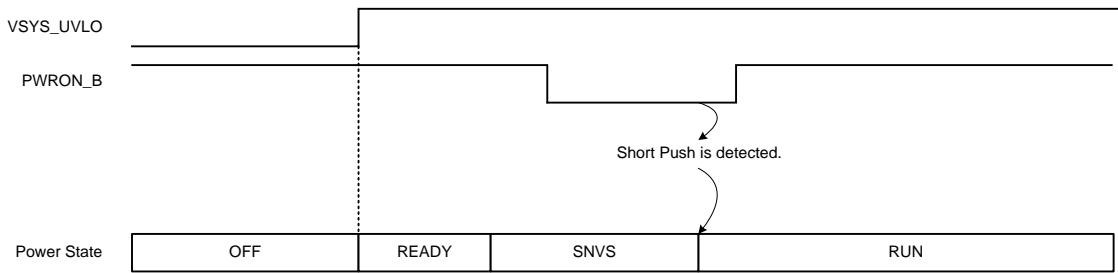 VSYS_UVLO
PWRON_B
Short Push is detected.
Power State
OFF
READY
SNVS
RUN